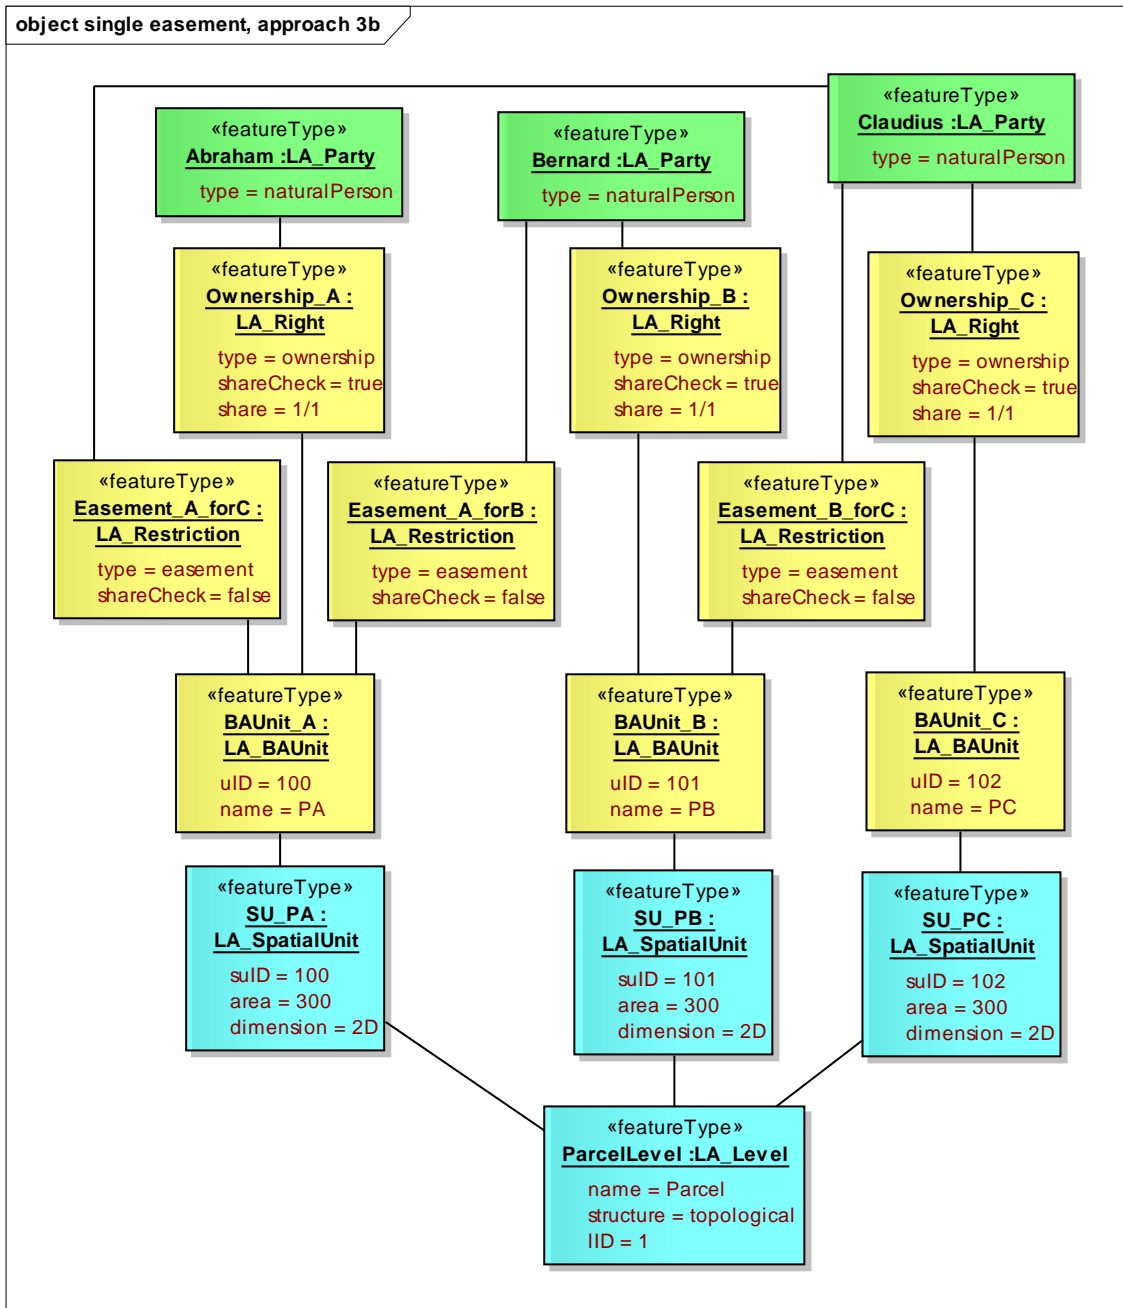 object single easement, approach 3b
«featureType»
Abraham :LA_Party
type = naturalPerson
«featureType»
Bernard :LA_Party
type = naturalPerson
«featureType»
Claudius :LA_Party
type = naturalPerson
«featureType»
Ownership_A :
LA_Right
type = ownership
shareCheck = true
share = 1/1
«featureType»
Ownership_B :
LA_Right
type = ownership
shareCheck = true
share = 1/1
«featureType»
Ownership_C :
LA_Right
type = ownership
shareCheck = true
share = 1/1
«featureType»
Easement_A_forC :
LA_Restriction
type = easement
shareCheck = false
«featureType»
Easement_A_forB :
LA_Restriction
type = easement
shareCheck = false
«featureType»
Easement_B_forC :
LA_Restriction
type = easement
shareCheck = false
«featureType»
BAUnit_A :
LA_BAUnit
uID = 100
name = PA
«featureType»
BAUnit_B :
LA_BAUnit
uID = 101
name = PB
«featureType»
BAUnit_C :
LA_BAUnit
uID = 102
name = PC
«featureType»
SU_PA :
LA_SpatialUnit
suID = 100
area = 300
dimension = 2D
«featureType»
SU_PB :
LA_SpatialUnit
suID = 101
area = 300
dimension = 2D
«featureType»
SU_PC :
LA_SpatialUnit
suID = 102
area = 300
dimension = 2D
«featureType»
ParcelLevel :LA_Level
name = Parcel
structure = topological
lID = 1